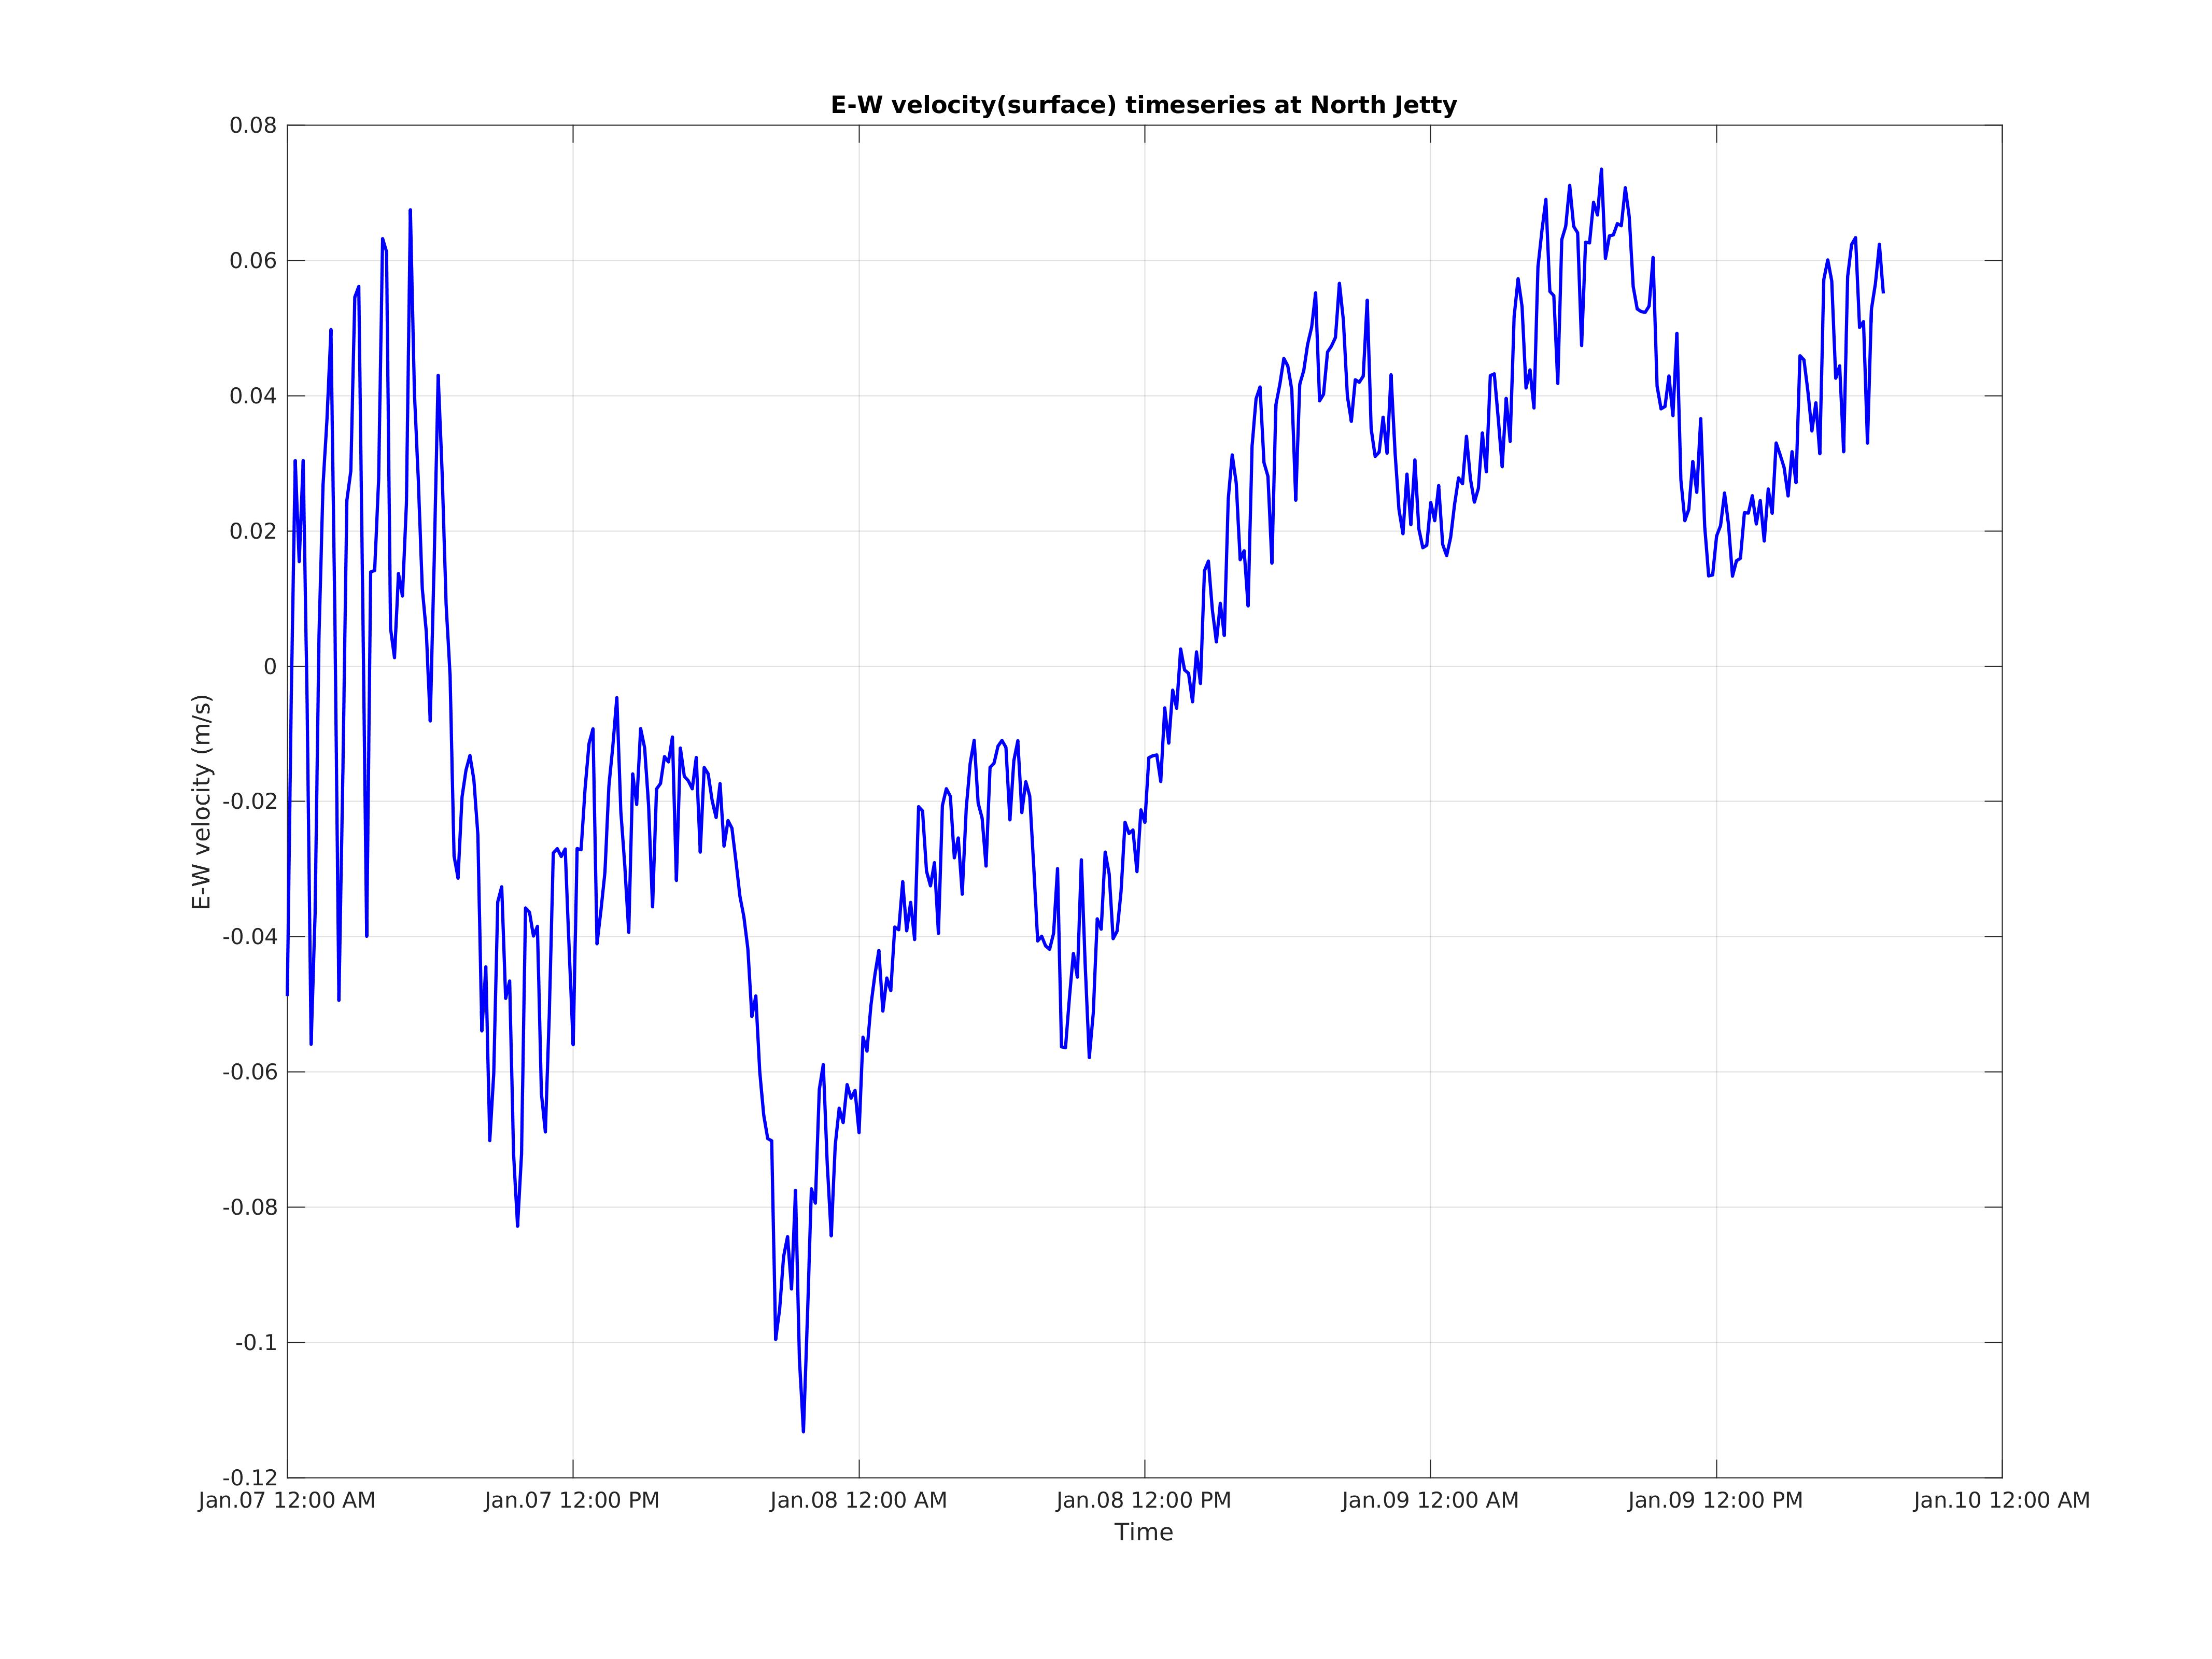 E-W velocity(surface) timeseries at North Jetty
0.08
0.06
0.04
0.02
0
-0.02
-0.04
-0.06
-0.08
-0.1
-0.12
E-W velocity (m/s)
Jan.07 12:00 AM Jan.07 12:00 PM Jan.08 12:00 AM Jan.08 12:00 PM Jan.09 12:00 AM Jan.09 12:00 PM Jan.10 12:00 AM
Time